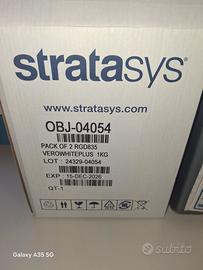 stratasys
www.stratasys.com
OBJ-04054
PACK OF 2 RGD835
VEROWHITEPLUS 1KG
LOT : 24329-04054
EXP : 15-DEC-2026
QT-1
Galaxy A35 5G
subito